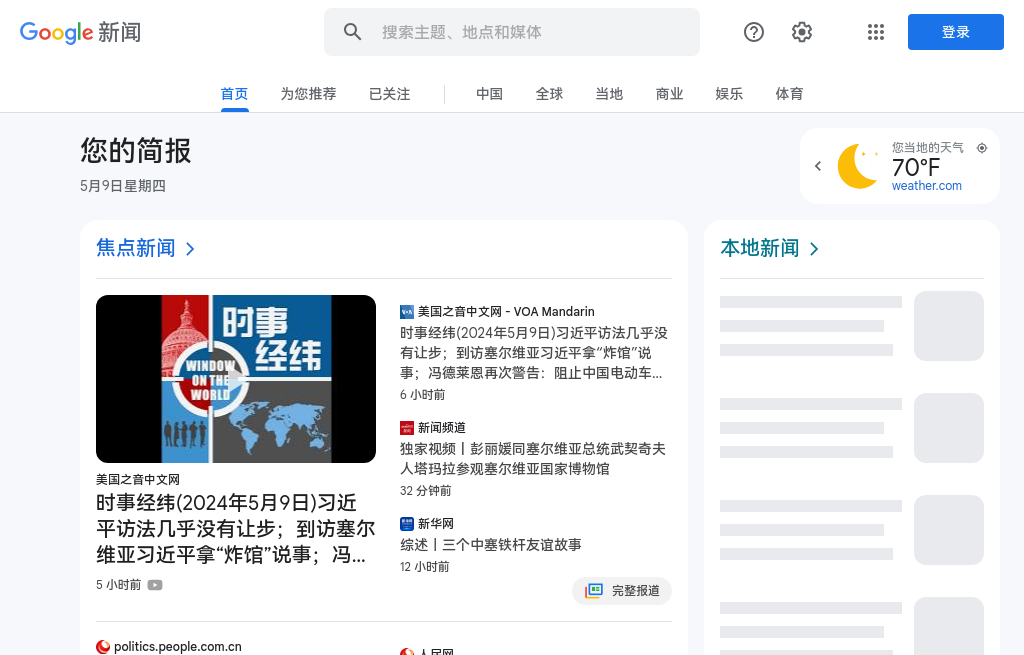 Google 新闻
搜索主题、地点和媒体
登录
首页 为您推荐 已关注 中国 全球 当地 商业 娱乐 体育
您的简报
5月9日星期四
您当地的天气
70°F
weather.com
焦点新闻
时事
经纬
WINDOW
ON THE
WORLD
美国之音中文网
时事经纬(2024年5月9日)习近
平访法几乎没有让步；到访塞尔
维亚习近平拿“炸馆”说事；冯...
5 小时前
美国之音中文网 - VOA Mandarin
时事经纬(2024年5月9日)习近平访法几乎没
有让步；到访塞尔维亚习近平拿“炸馆”说
事；冯德莱恩再次警告：阻止中国电动车...
6 小时前
新闻频道
独家视频丨彭丽媛同塞尔维亚总统武契奇夫
人塔玛拉参观塞尔维亚国家博物馆
32 分钟前
新华网
综述丨三个中塞铁杆友谊故事
12 小时前
完整报道
politics.people.com.cn
人民网
本地新闻